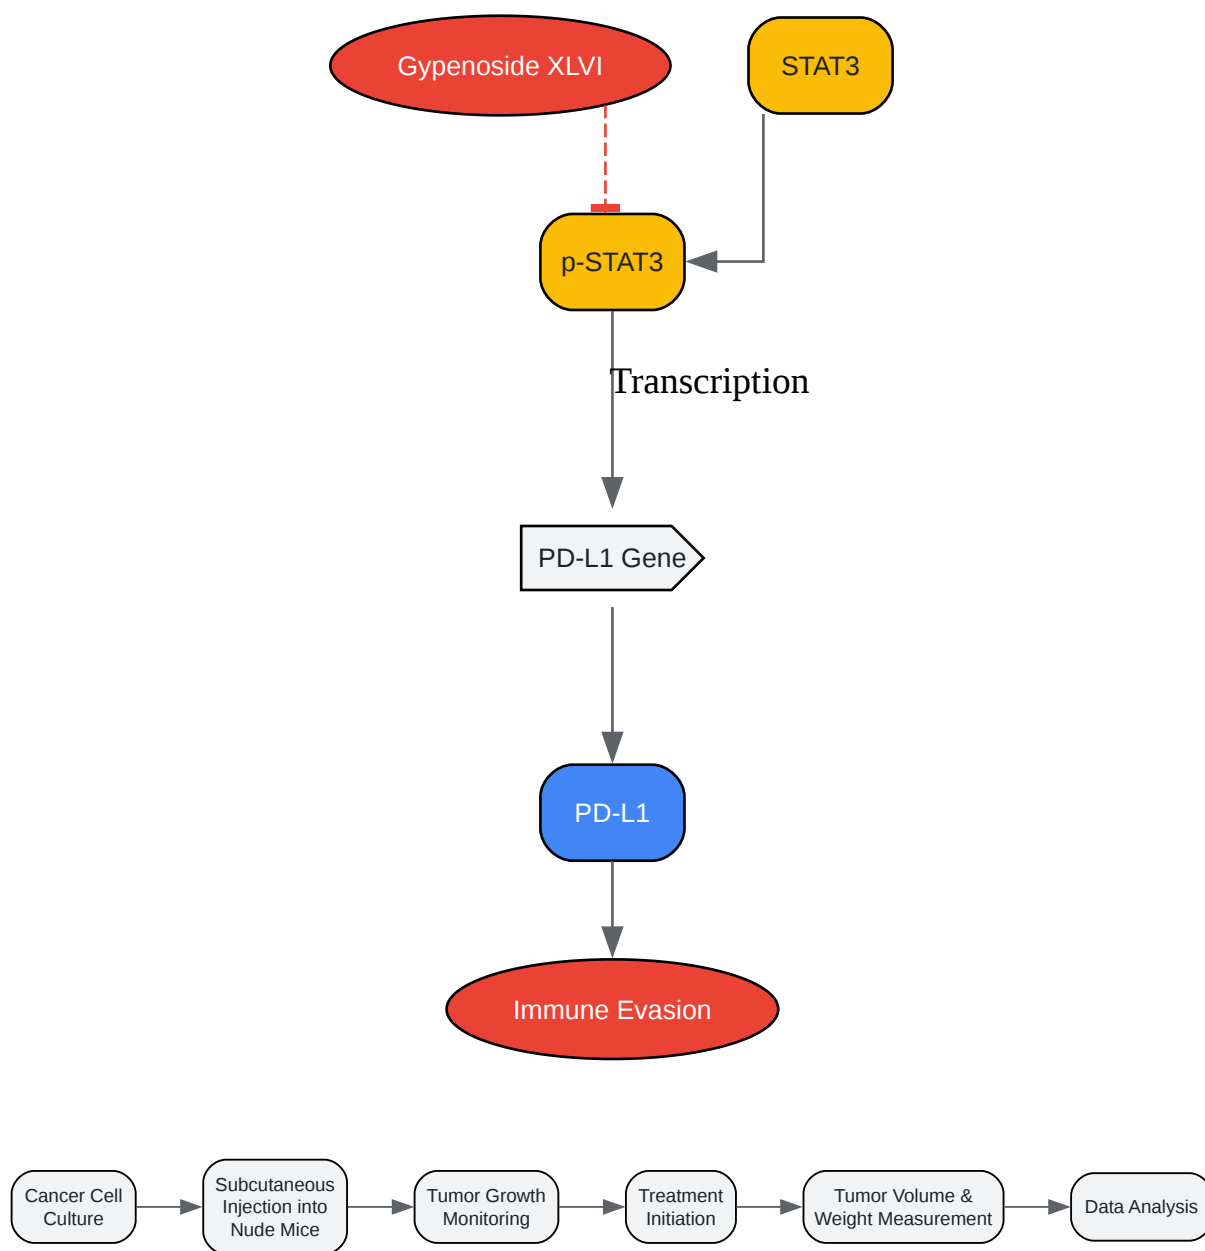 Gypenoside XLVI
STAT3
p-STAT3
Transcription
PD-L1 Gene
PD-L1
Immune Evasion
Cancer Cell
Culture
Subcutaneous
Injection into
Nude Mice
Tumor Growth
Monitoring
Treatment
Initiation
Tumor Volume &
Weight Measurement
Data Analysis